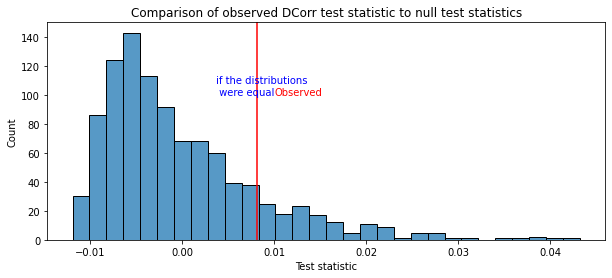 Comparison of observed DCorr test statistic to null test statistics
140
120
100
80
60
40
20
0
Count
if the distributions
were equal
Observed
−0.01
0.00
0.01
0.02
0.03
0.04
Test statistic